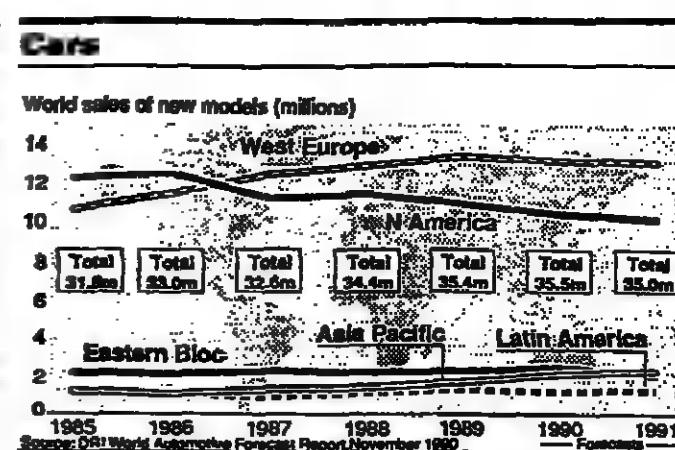 Cars
World sales of new models (millions)
14
12
10
8
6
4
2
0
West Europe
N America
Total 31.8m
Total 33.0m
Total 32.6m
Total 34.4m
Total 35.4m
Total 35.5m
Total 35.0m
Eastern Bloc
Asia Pacific
Latin America
1985 1986 1987 1988 1989 1990 1991
Source: DRI World Automotive Forecast Report, November 1990
Forecasts